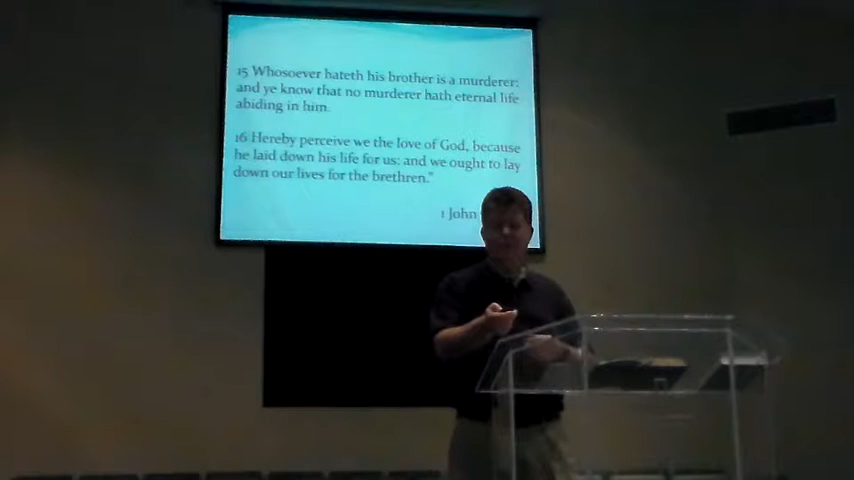 15 Whosoever hateth his brother is a murderer:
and ye know that no murderer hath eternal life
abiding in him.
16 Hereby perceive we the love of God, because
he laid down his life for us: and we ought to lay
down our lives for the brethren."
1 John